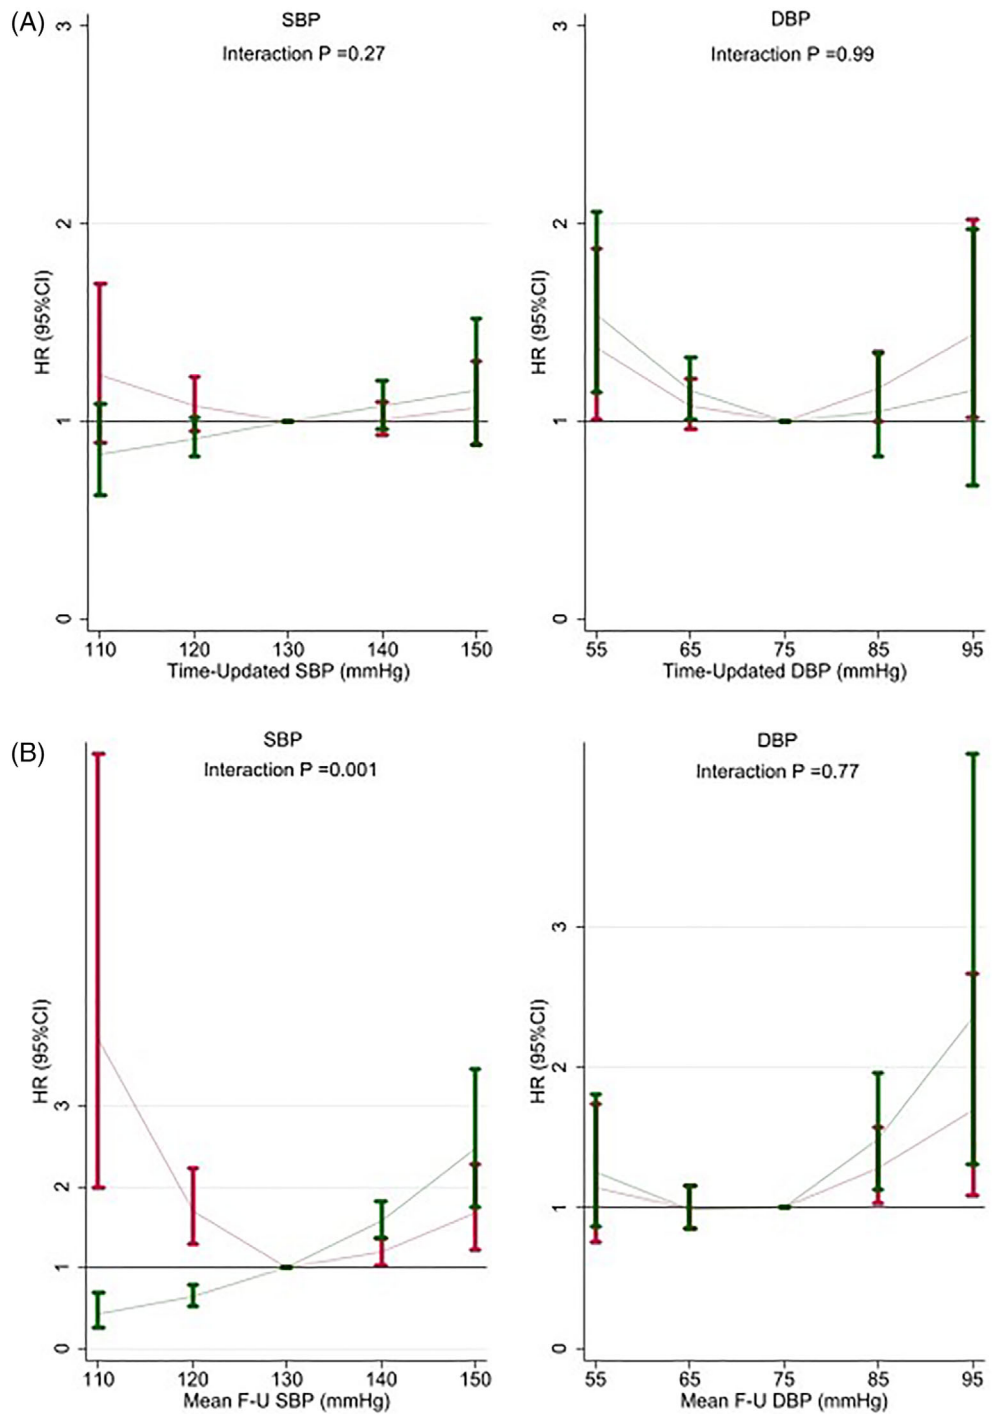 (A)
SBP
Interaction P =0.27
3
2
1
0
HR (95%CI)
110 120 130 140 150
Time-Updated SBP (mmHg)
DBP
Interaction P =0.99
3
2
1
0
HR (95%CI)
55 65 75 85 95
Time-Updated DBP (mmHg)
(B)
SBP
Interaction P =0.001
3
2
1
0
HR (95%CI)
110 120 130 140 150
Mean F-U SBP (mmHg)
DBP
Interaction P =0.77
3
2
1
0
HR (95%CI)
55 65 75 85 95
Mean F-U DBP (mmHg)